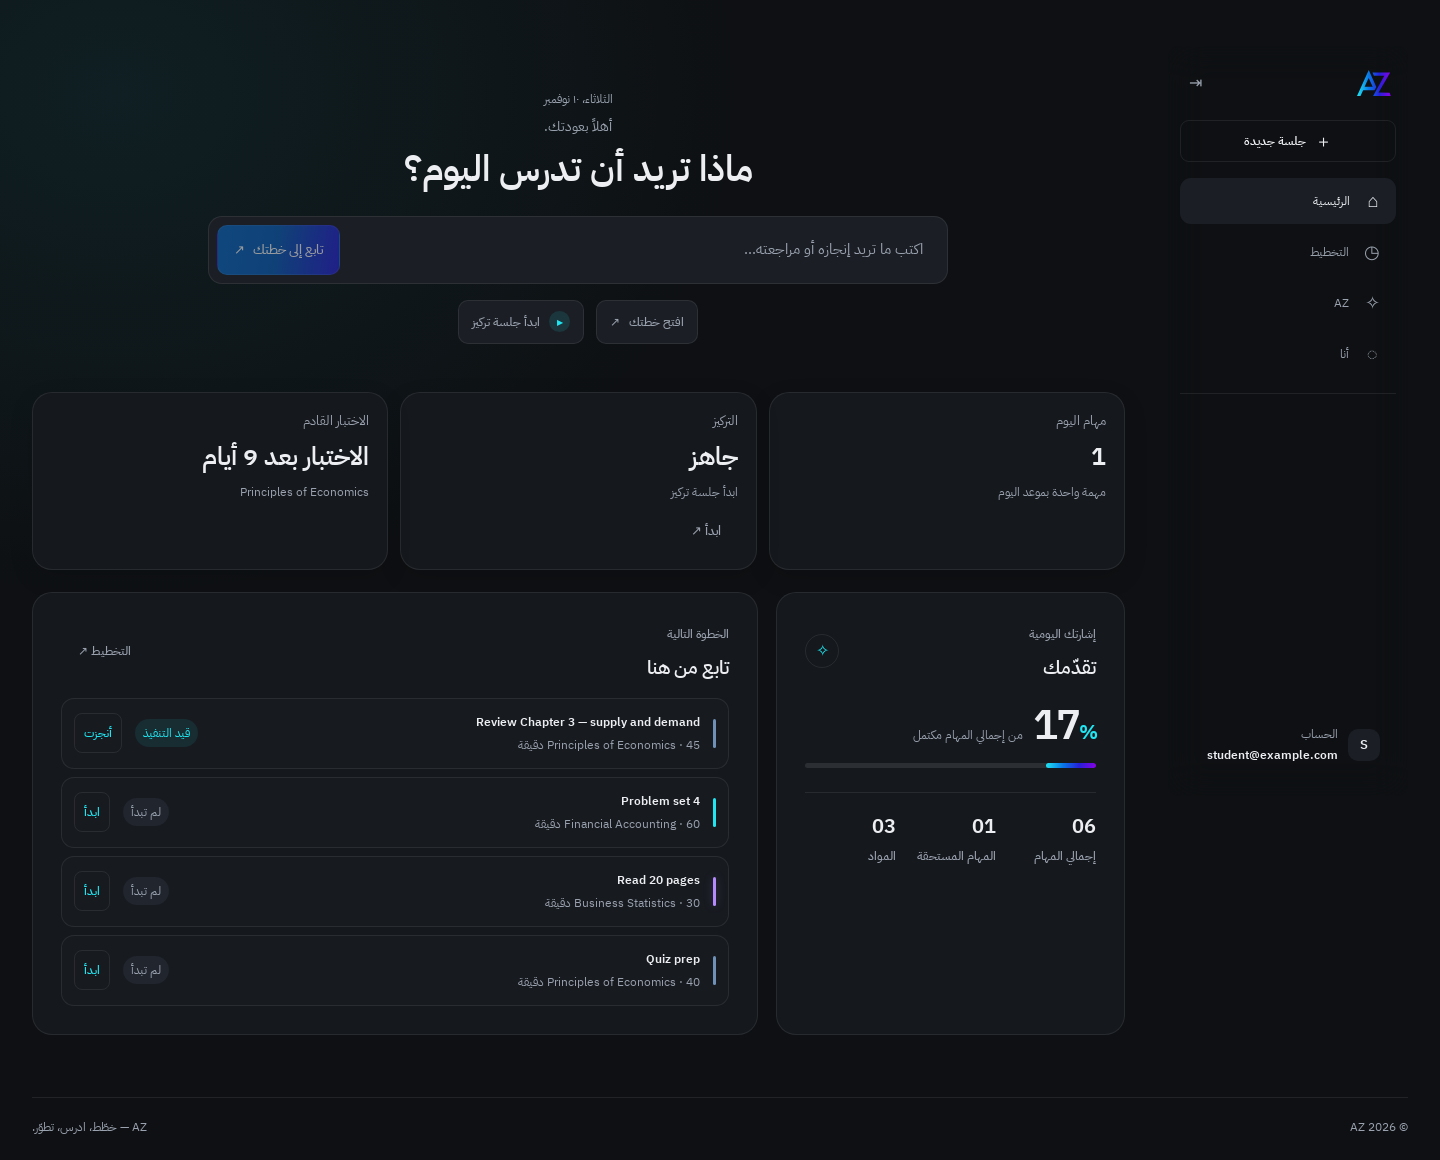 AZ
جلسة جديدة
الرئيسية
التخطيط
AZ
أنا
الحساب
S
student@example.com
الثلاثاء، ١٠ نوفمبر
أهلاً بعودتك.
ماذا تريد أن تدرس اليوم؟
اكتب ما تريد إنجازه أو مراجعته...
تابع إلى خطتك ↗
افتح خطتك ↗
ابدأ جلسة تركيز
مهام اليوم
1
مهمة واحدة بموعد اليوم
التركيز
جاهز
ابدأ جلسة تركيز
ابدأ ↗
الاختبار القادم
الاختبار بعد 9 أيام
Principles of Economics
إشارتك اليومية
تقدّمك
17%
من إجمالي المهام مكتمل
06
إجمالي المهام
01
المهام المستحقة
03
المواد
الخطوة التالية
تابع من هنا
التخطيط ↗
Review Chapter 3 — supply and demand
Principles of Economics · 45 دقيقة
قيد التنفيذ
أنجزت
Problem set 4
Financial Accounting · 60 دقيقة
لم تبدأ
ابدأ
Read 20 pages
Business Statistics · 30 دقيقة
لم تبدأ
ابدأ
Quiz prep
Principles of Economics · 40 دقيقة
لم تبدأ
ابدأ
© 2026 AZ
AZ — خطّط، ادرس، تطوّر.